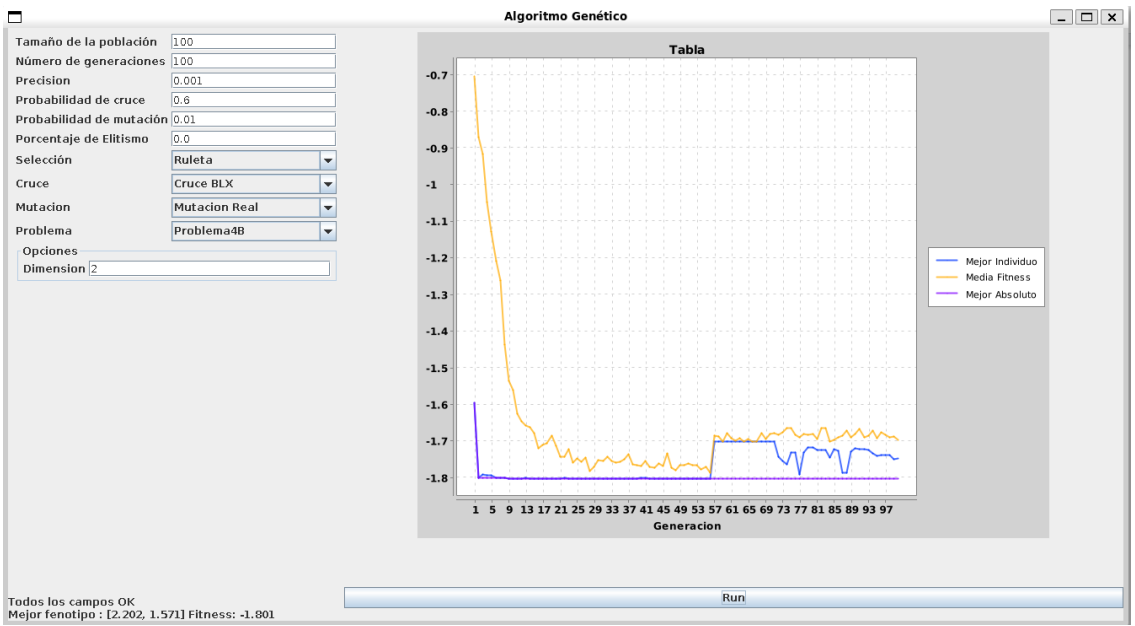 Algoritmo Genético
Tamaño de la población 100
Número de generaciones 100
Precision 0.001
Probabilidad de cruce 0.6
Probabilidad de mutación 0.01
Porcentaje de Elitismo 0.0
Selección Ruleta
Cruce Cruce BLX
Mutacion Mutacion Real
Problema Problema4B
Opciones
Dimension 2
Tabla
-0.7
-0.8
-0.9
-1
-1.1
-1.2
-1.3
-1.4
-1.5
-1.6
-1.7
-1.8
1 5 9 13 17 21 25 29 33 37 41 45 49 53 57 61 65 69 73 77 81 85 89 93 97
Generacion
Mejor Individuo
Media Fitness
Mejor Absoluto
Run
Todos los campos OK
Mejor fenotipo : [2.202, 1.571] Fitness: -1.801